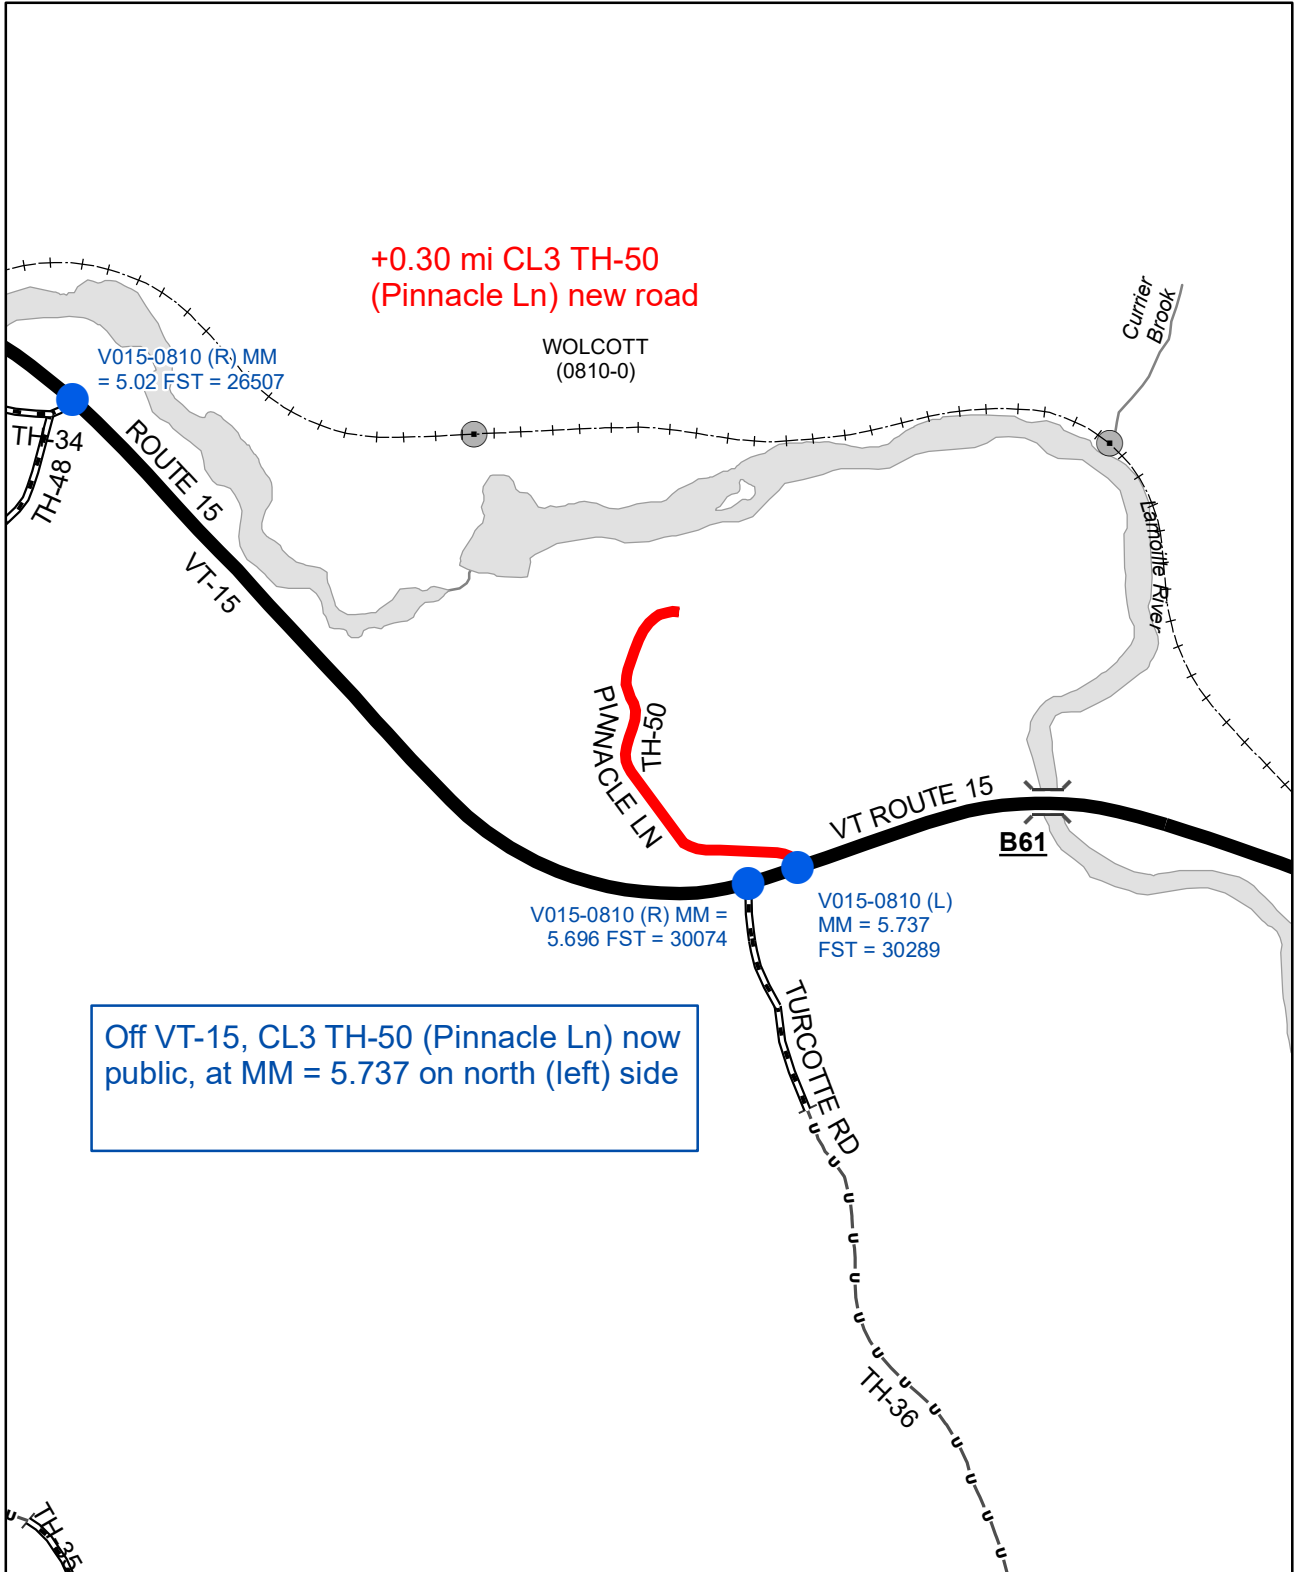 +0.30 mi CL3 TH-50
(Pinnacle Ln) new road
WOLCOTT
(0810-0)
Currier
Brook
V015-0810 (R) MM
= 5.02 FST = 26507
TH-34
TH-48
ROUTE 15
VT-15
Lamoille River
PINNACLE LN
TH-50
VT ROUTE 15
B61
V015-0810 (R) MM =
5.696 FST = 30074
V015-0810 (L)
MM = 5.737
FST = 30289
Off VT-15, CL3 TH-50 (Pinnacle Ln) now
public, at MM = 5.737 on north (left) side
TURCOTTE RD
TH-36
TH-35